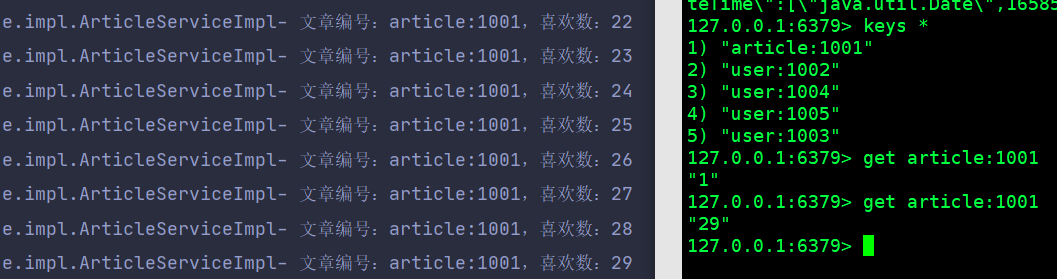 e.impl.ArticleServiceImpl- 文章编号：article:1001，喜欢数：22
e.impl.ArticleServiceImpl- 文章编号：article:1001，喜欢数：23
e.impl.ArticleServiceImpl- 文章编号：article:1001，喜欢数：24
e.impl.ArticleServiceImpl- 文章编号：article:1001，喜欢数：25
e.impl.ArticleServiceImpl- 文章编号：article:1001，喜欢数：26
e.impl.ArticleServiceImpl- 文章编号：article:1001，喜欢数：27
e.impl.ArticleServiceImpl- 文章编号：article:1001，喜欢数：28
e.impl.ArticleServiceImpl- 文章编号：article:1001，喜欢数：29
teTime\":[\"java.util.Date\",16585
127.0.0.1:6379> keys *
1) "article:1001"
2) "user:1002"
3) "user:1004"
4) "user:1005"
5) "user:1003"
127.0.0.1:6379> get article:1001
"1"
127.0.0.1:6379> get article:1001
"29"
127.0.0.1:6379>